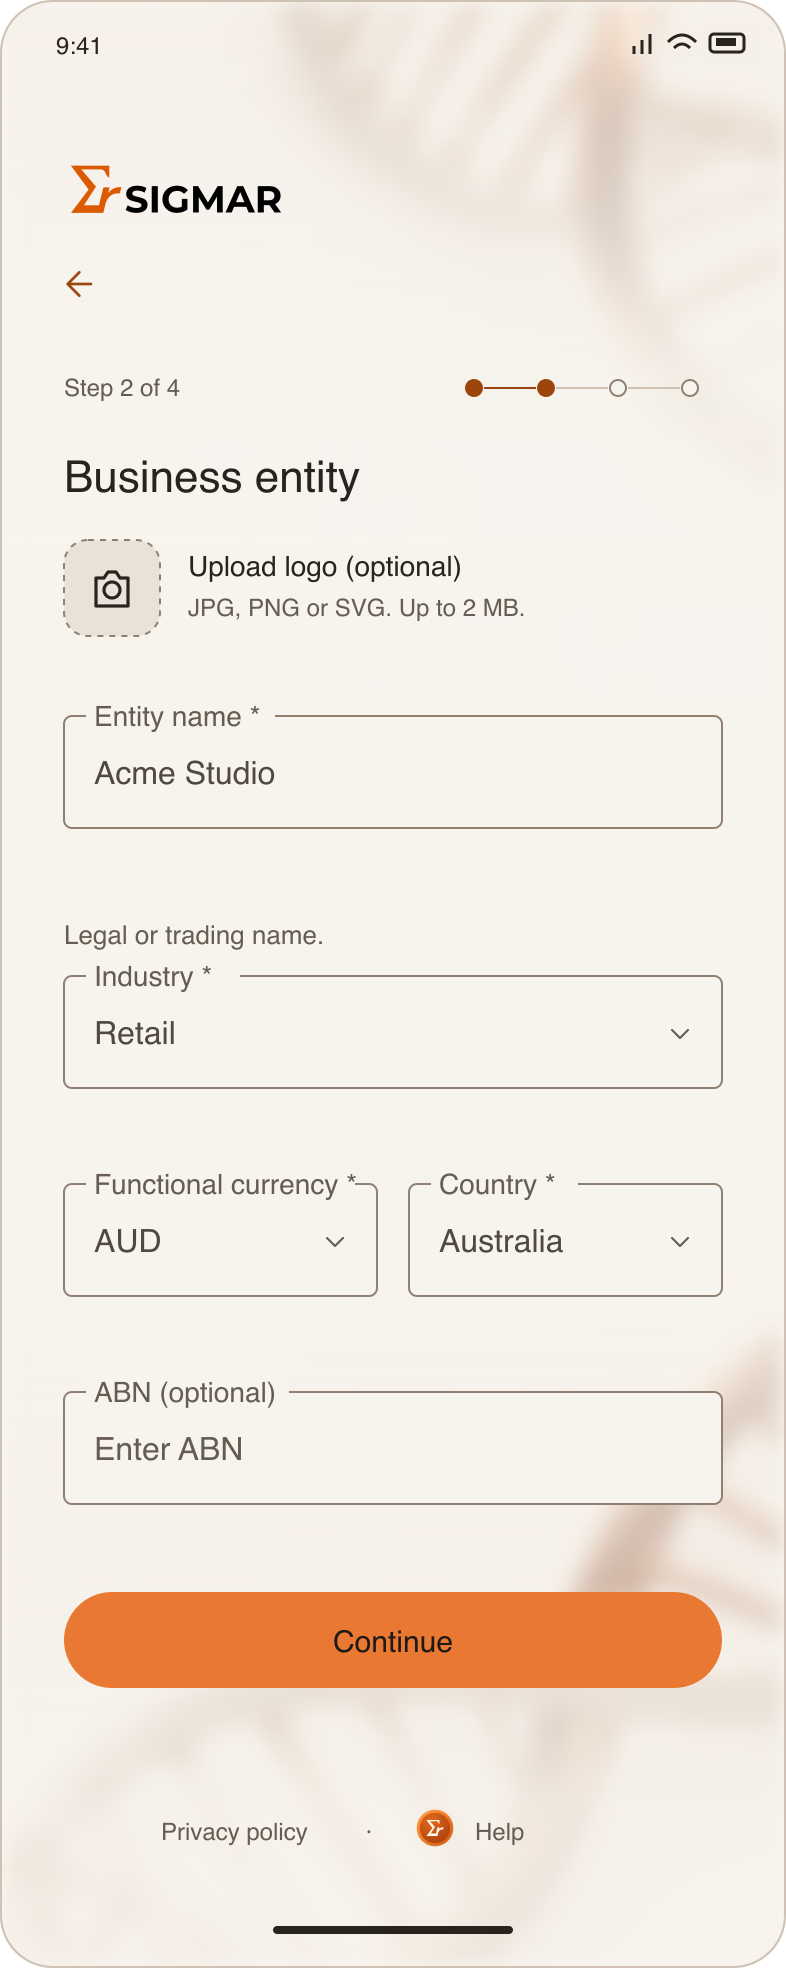 9:41
Σr SIGMAR
Step 2 of 4
Business entity
Upload logo (optional)
JPG, PNG or SVG. Up to 2 MB.
Entity name *
Acme Studio
Legal or trading name.
Industry *
Retail
Functional currency *
AUD
Country *
Australia
ABN (optional)
Enter ABN
Continue
Privacy policy · Σr Help